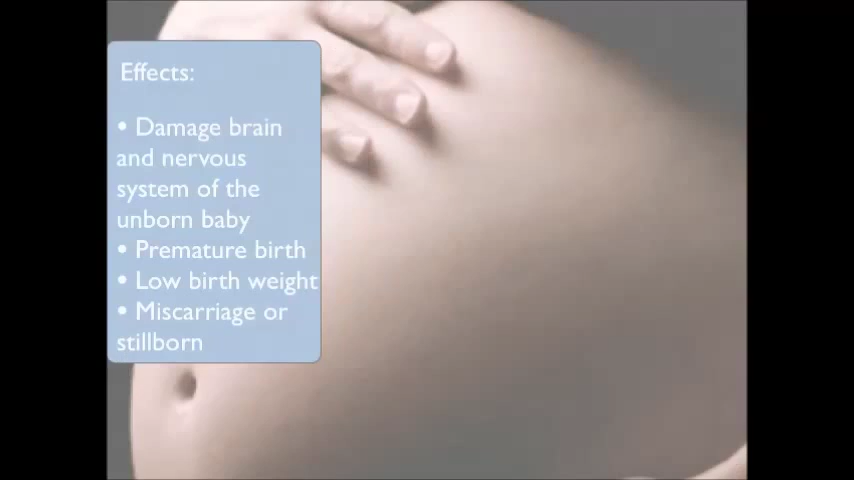 Effects:
• Damage brain
and nervous
system of the
unborn baby
• Premature birth
• Low birth weight
• Miscarriage or
stillborn